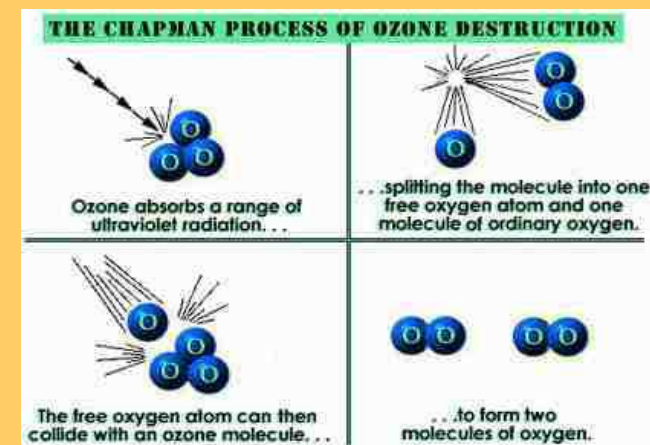 THE CHAPMAN PROCESS OF OZONE DESTRUCTION
O
O O
Ozone absorbs a range of
ultraviolet radiation. . .
O
O
O
. . .splitting the molecule into one
free oxygen atom and one
molecule of ordinary oxygen.
O
O
O O
The free oxygen atom can then
collide with an ozone molecule. . .
O O O O
. . .to form two
molecules of oxygen.